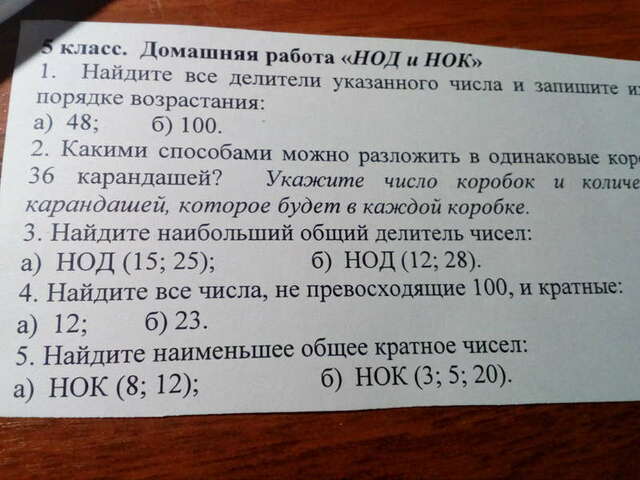 5 класс. Домашняя работа «НОД и НОК»
1. Найдите все делители указанного числа и запишите
порядке возрастания:
а) 48; б) 100.
2. Какими способами можно разложить в одинаковые
36 карандашей? Укажите число коробок и
карандашей, которое будет в каждой коробке.
3. Найдите наибольший общий делитель чисел:
а) НОД (15; 25); б) НОД (12; 28).
4. Найдите все числа, не превосходящие 100, и кратные:
а) 12; б) 23.
5. Найдите наименьшее общее кратное чисел:
а) НОК (8; 12); б) НОК (3; 5; 20).